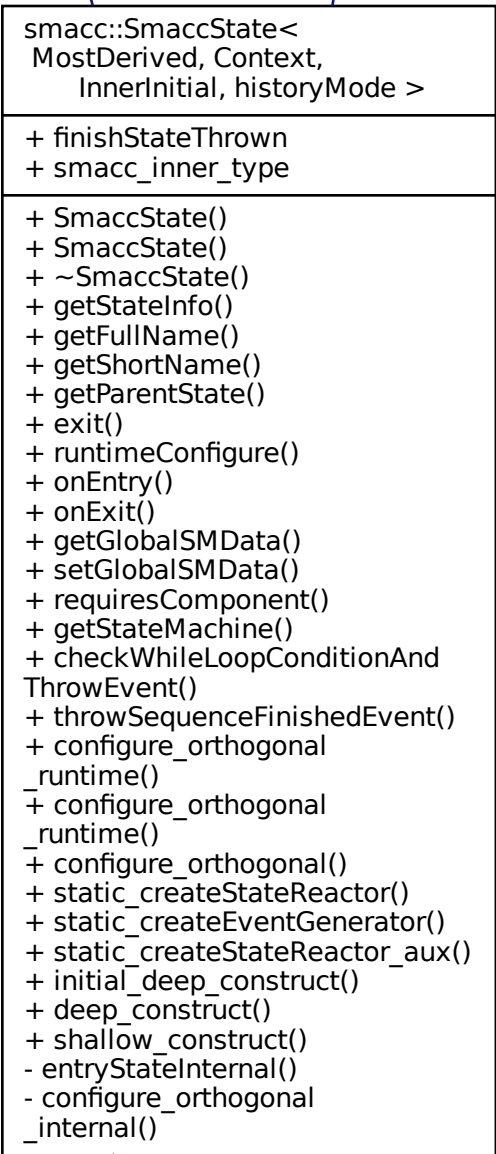 smacc::SmaccState<
MostDerived, Context,
InnerInitial, historyMode >
+ finishStateThrown
+ smacc_inner_type
+ SmaccState()
+ SmaccState()
+ ~SmaccState()
+ getStateInfo()
+ getFullName()
+ getShortName()
+ getParentState()
+ exit()
+ runtimeConfigure()
+ onEntry()
+ onExit()
+ getGlobalSMData()
+ setGlobalSMData()
+ requiresComponent()
+ getStateMachine()
+ checkWhileLoopConditionAnd
ThrowEvent()
+ throwSequenceFinishedEvent()
+ configure_orthogonal
_runtime()
+ configure_orthogonal
_runtime()
+ configure_orthogonal()
+ static_createStateReactor()
+ static_createEventGenerator()
+ static_createStateReactor_aux()
+ initial_deep_construct()
+ deep_construct()
+ shallow_construct()
- entryStateInternal()
- configure_orthogonal
_internal()